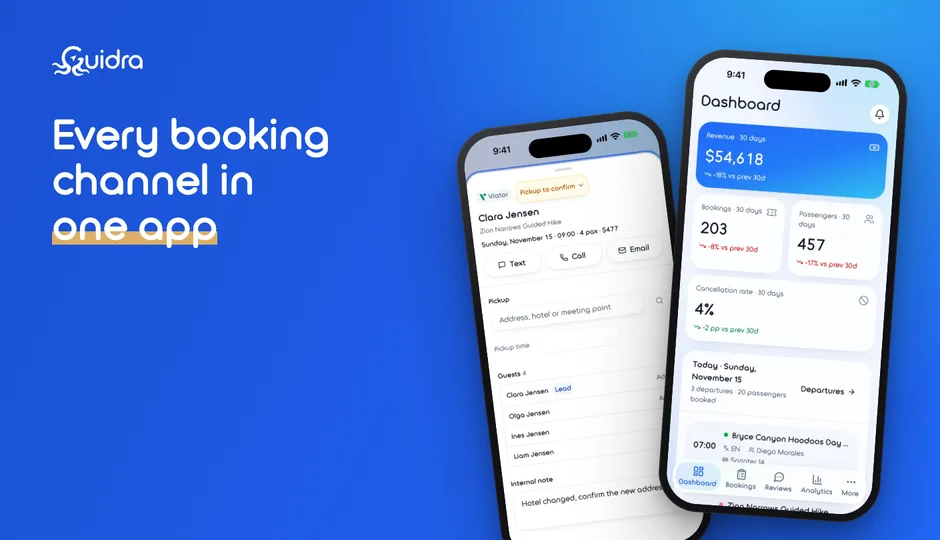 Guidra
Every booking
channel in
one app
9:41
Viator
Pickup to confirm
Clara Jensen
Zion Narrows Guided Hike
Sunday, November 15 · 09:00 · 4 pax · $477
Text
Call
Email
Pickup
Address, hotel or meeting point
Pickup time
Guests 4
Clara Jensen Lead
Olga Jensen
Ines Jensen
Liam Jensen
Internal note
Hotel changed, confirm the new address
9:41
Dashboard
Revenue · 30 days
$54,618
-18% vs prev 30d
Bookings · 30 days
203
-8% vs prev 30d
Passengers · 30
days
457
-17% vs prev 30d
Cancellation rate · 30 days
4%
-2 pp vs prev 30d
Today · Sunday,
November 15
3 departures · 20 passengers
booked
Departures →
07:00
Bryce Canyon Hoodoos Day ...
EN Diego Morales
Sprinter 14
Dashboard
Bookings
Reviews
Analytics
More
Zion Narrows Guided Hike